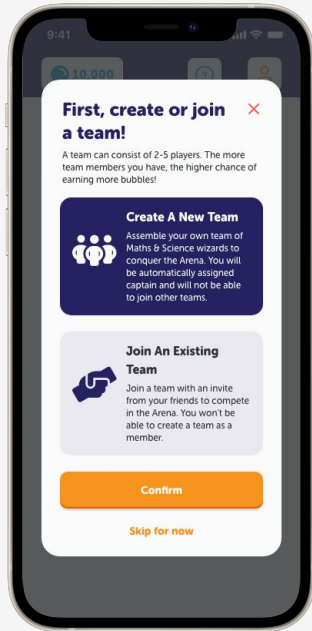 9:41
10,000
?
First, create or join
a team!
A team can consist of 2-5 players. The more
team members you have, the higher chance of
earning more bubbles!
Create A New Team
Assemble your own team of
Maths & Science wizards to
conquer the Arena. You will
be automatically assigned
captain and will not be able
to join other teams.
Join An Existing
Team
Join a team with an invite
from your friends to compete
in the Arena. You won't be
able to create a team as a
member.
Confirm
Skip for now